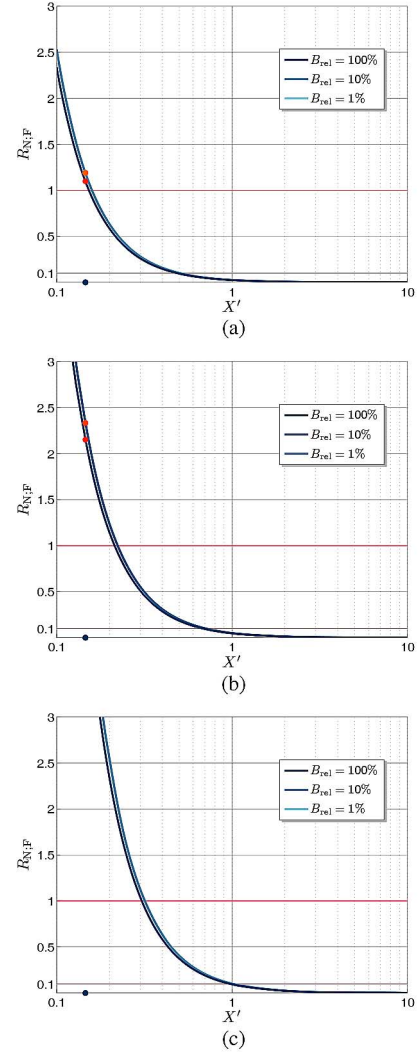 3
2.5
2
1.5
1
0.5
0.1
R_N;F
B_rel = 100%
B_rel = 10%
B_rel = 1%
0.1 1 10
X′
(a)
3
2.5
2
1.5
1
0.5
0.1
R_N;F
B_rel = 100%
B_rel = 10%
B_rel = 1%
0.1 1 10
X′
(b)
3
2.5
2
1.5
1
0.5
0.1
R_N;F
B_rel = 100%
B_rel = 10%
B_rel = 1%
0.1 1 10
X′
(c)